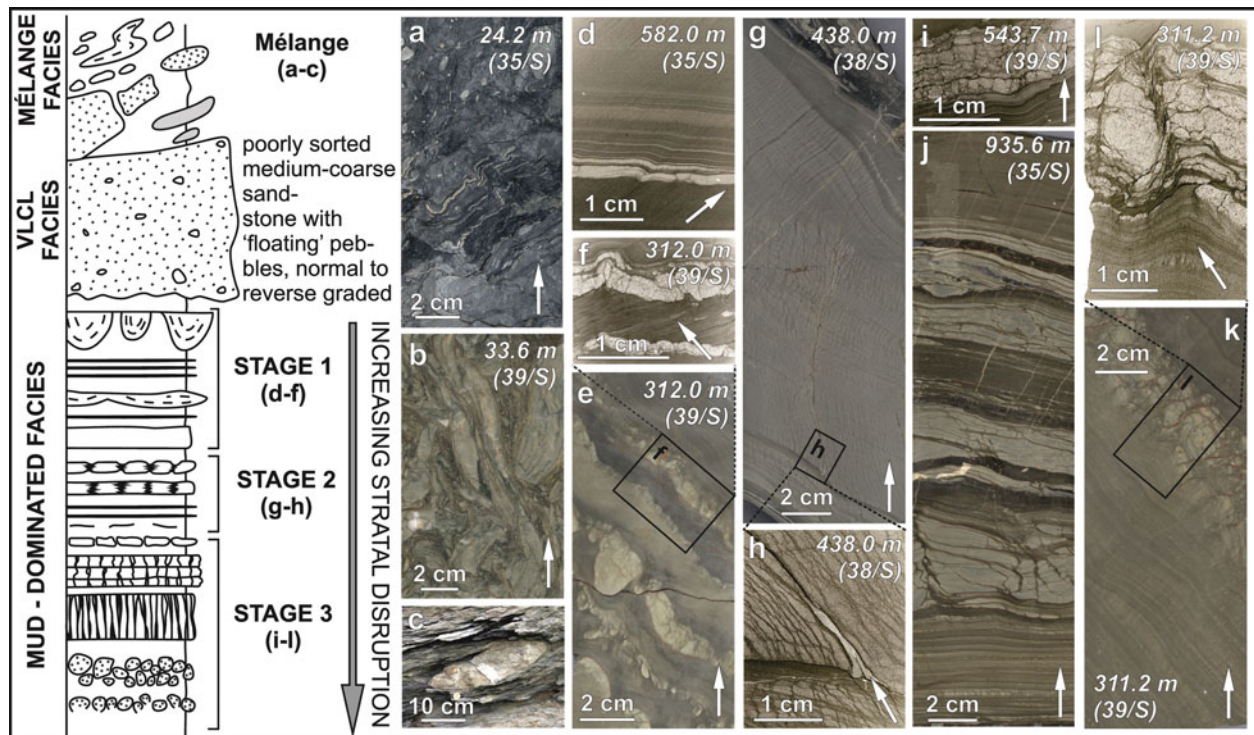 MÉLANGE
FACIES
VLCL
FACIES
MUD - DOMINATED FACIES
Mélange
(a-c)
poorly sorted
medium-coarse
sand-
stone with
‘floating’ peb-
bles, normal to
reverse graded
STAGE 1
(d-f)
STAGE 2
(g-h)
STAGE 3
(i-l)
INCREASING STRATAL DISRUPTION
a
24.2 m
(35/S)
2 cm
b
33.6 m
(39/S)
2 cm
c
10 cm
d
582.0 m
(35/S)
1 cm
f
312.0 m
(39/S)
1 cm
e
312.0 m
(39/S)
f
2 cm
g
438.0 m
(38/S)
h
2 cm
h
438.0 m
(38/S)
1 cm
i
543.7 m
(39/S)
1 cm
j
935.6 m
(35/S)
2 cm
l
311.2 m
(39/S)
1 cm
k
2 cm
l
311.2 m
(39/S)